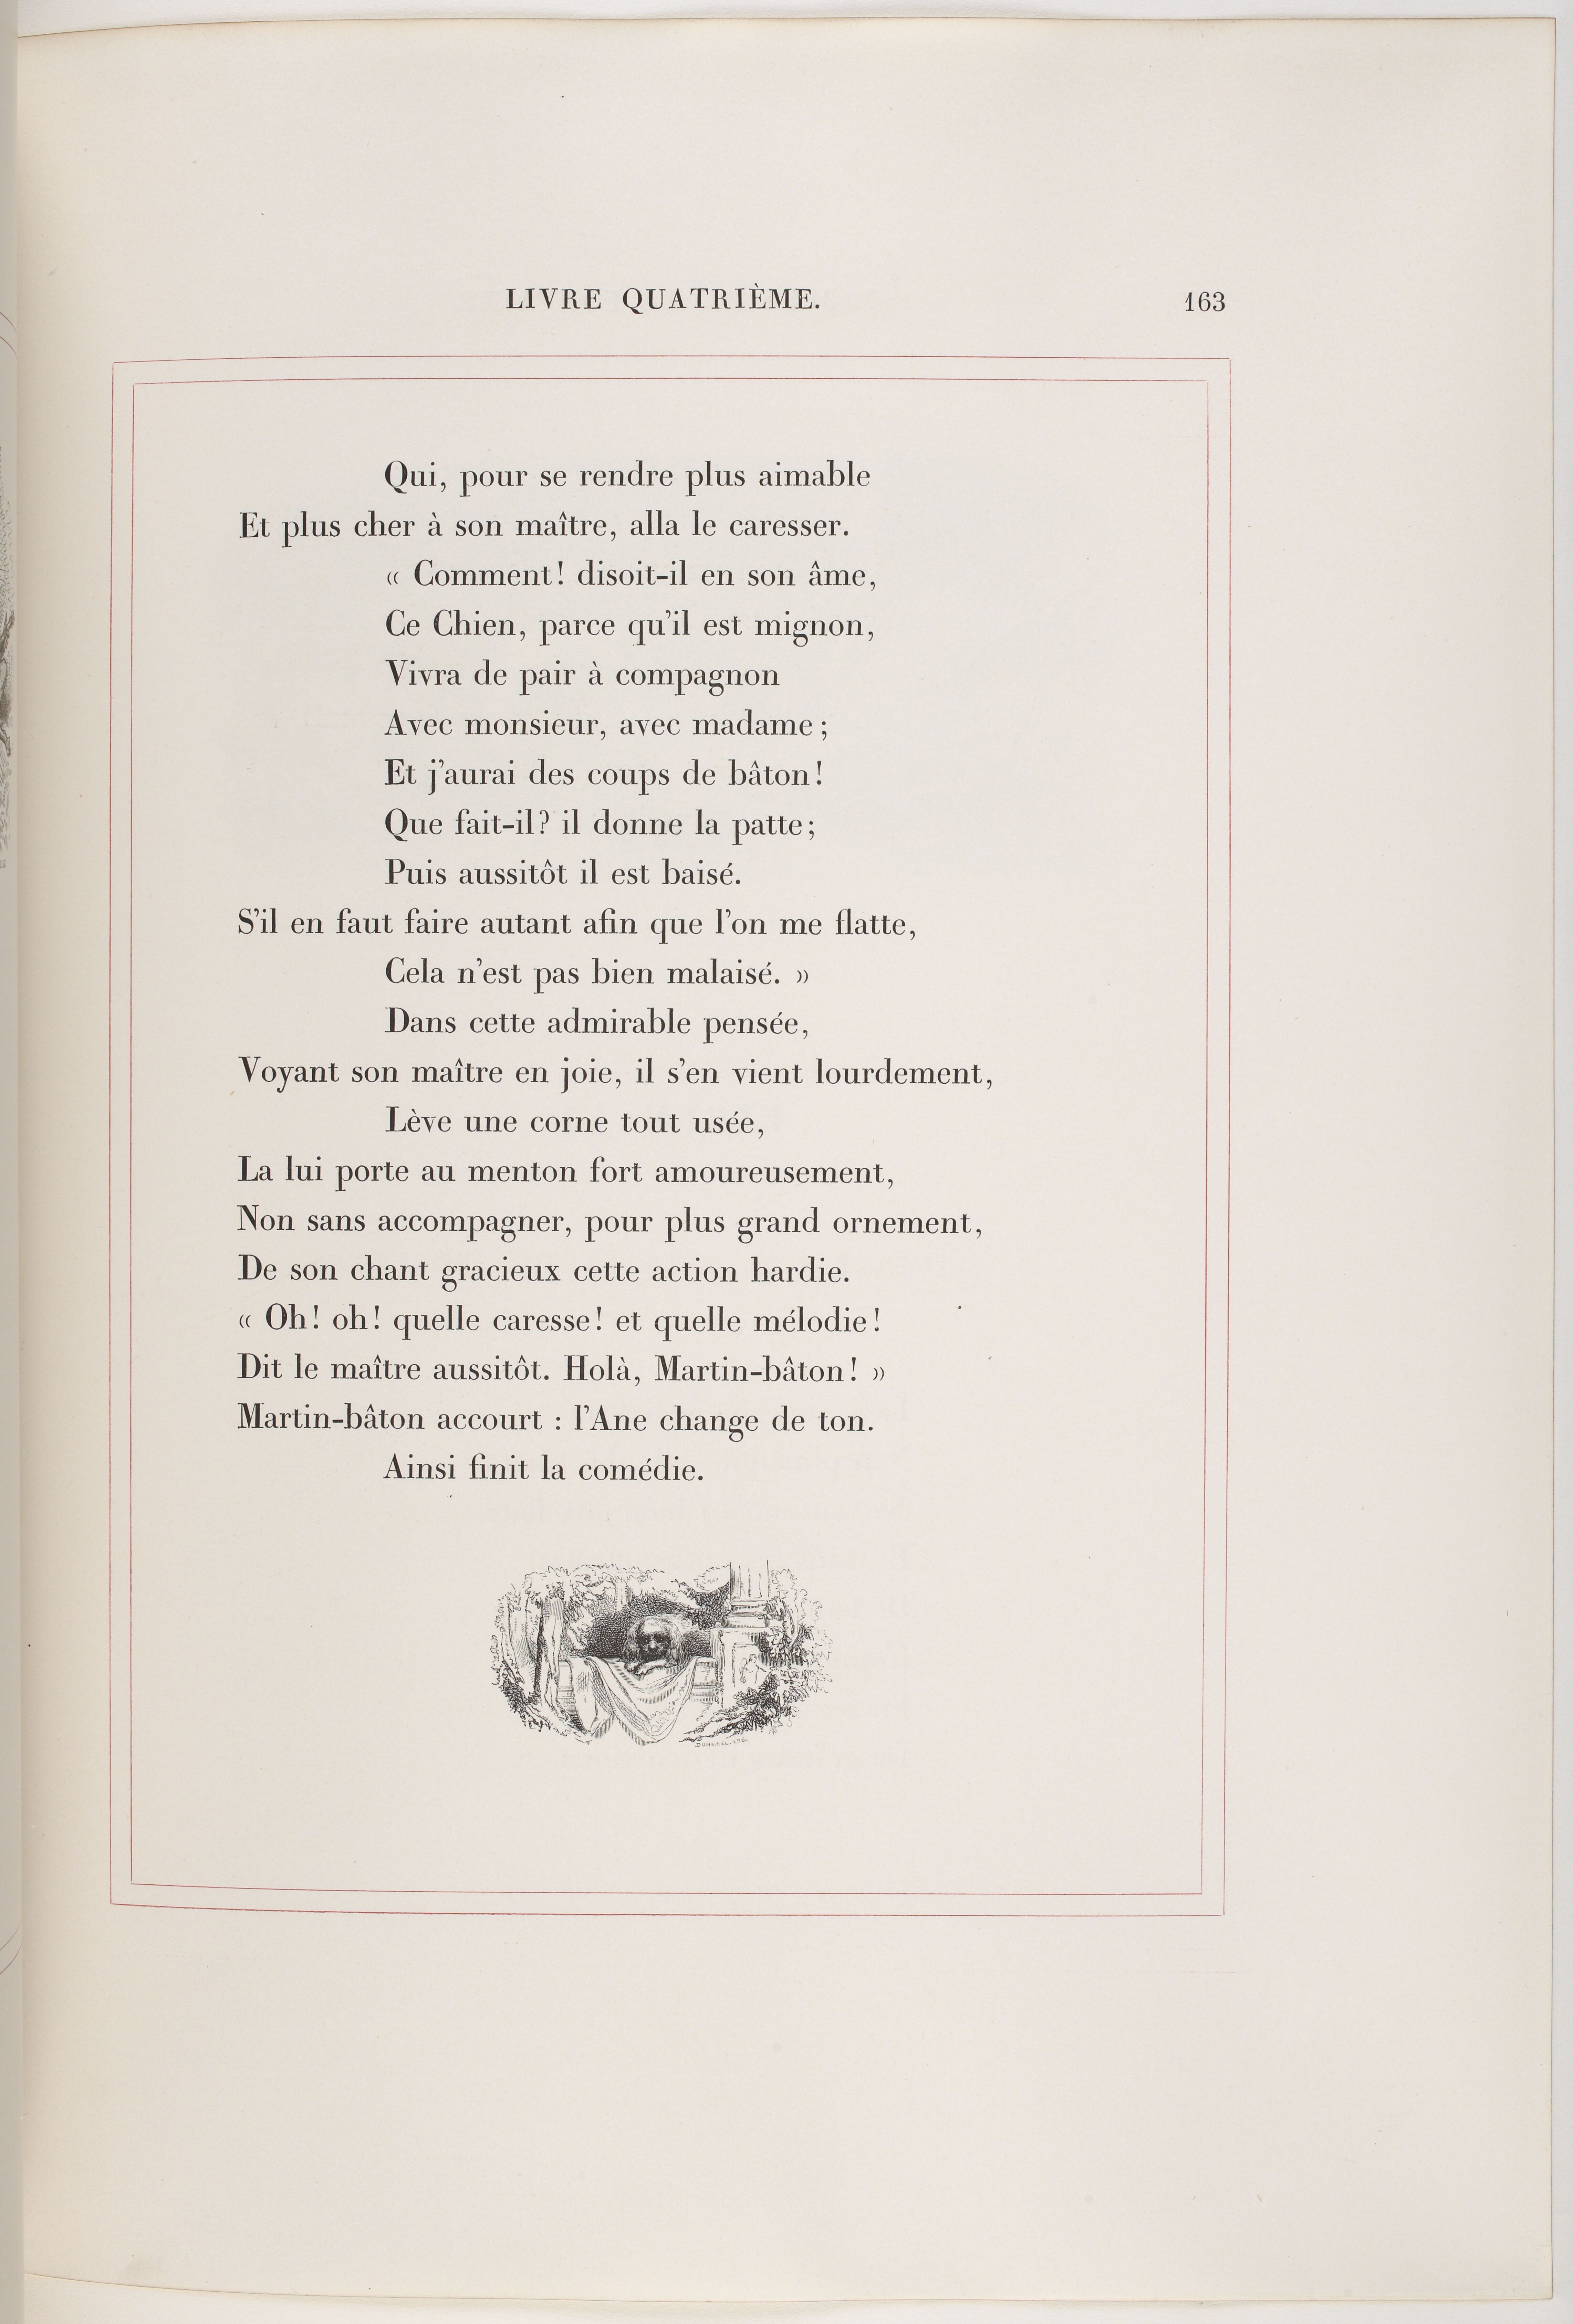 LIVRE QUATRIÈME. 163
Qui, pour se rendre plus aimable
Et plus cher à son maître, alla le caresser.
« Comment! disoit-il en son âme,
Ce Chien, parce qu'il est mignon,
Vivra de pair à compagnon
Avec monsieur, avec madame;
Et j'aurai des coups de bâton!
Que fait-il? il donne la patte;
Puis aussitôt il est baisé.
S'il en faut faire autant afin que l'on me flatte,
Cela n'est pas bien malaisé. »
Dans cette admirable pensée,
Voyant son maître en joie, il s'en vient lourdement,
Lève une corne tout usée,
La lui porte au menton fort amoureusement,
Non sans accompagner, pour plus grand ornement,
De son chant gracieux cette action hardie.
« Oh! oh! quelle caresse! et quelle mélodie!
Dit le maître aussitôt. Holà, Martin-bâton! »
Martin-bâton accourt : l'Ane change de ton.
Ainsi finit la comédie.